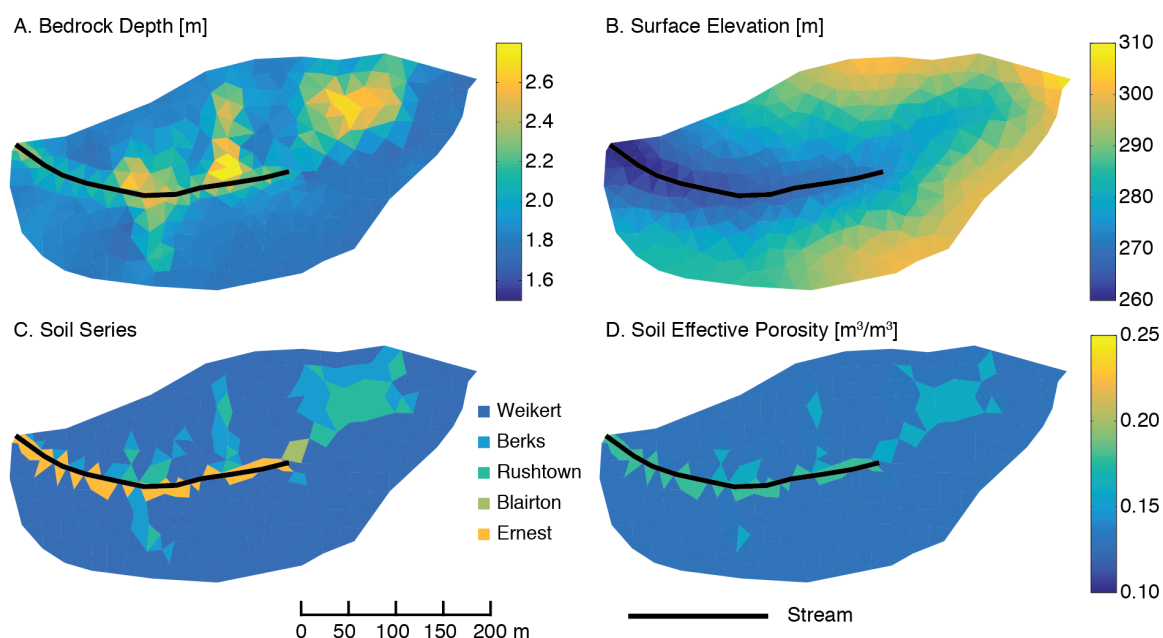 A. Bedrock Depth [m]
2.6
2.4
2.2
2.0
1.8
1.6
B. Surface Elevation [m]
310
300
290
280
270
260
C. Soil Series
Weikert
Berks
Rushtown
Blairton
Ernest
0 50 100 150 200 m
D. Soil Effective Porosity [m³/m³]
0.25
0.20
0.15
0.10
Stream